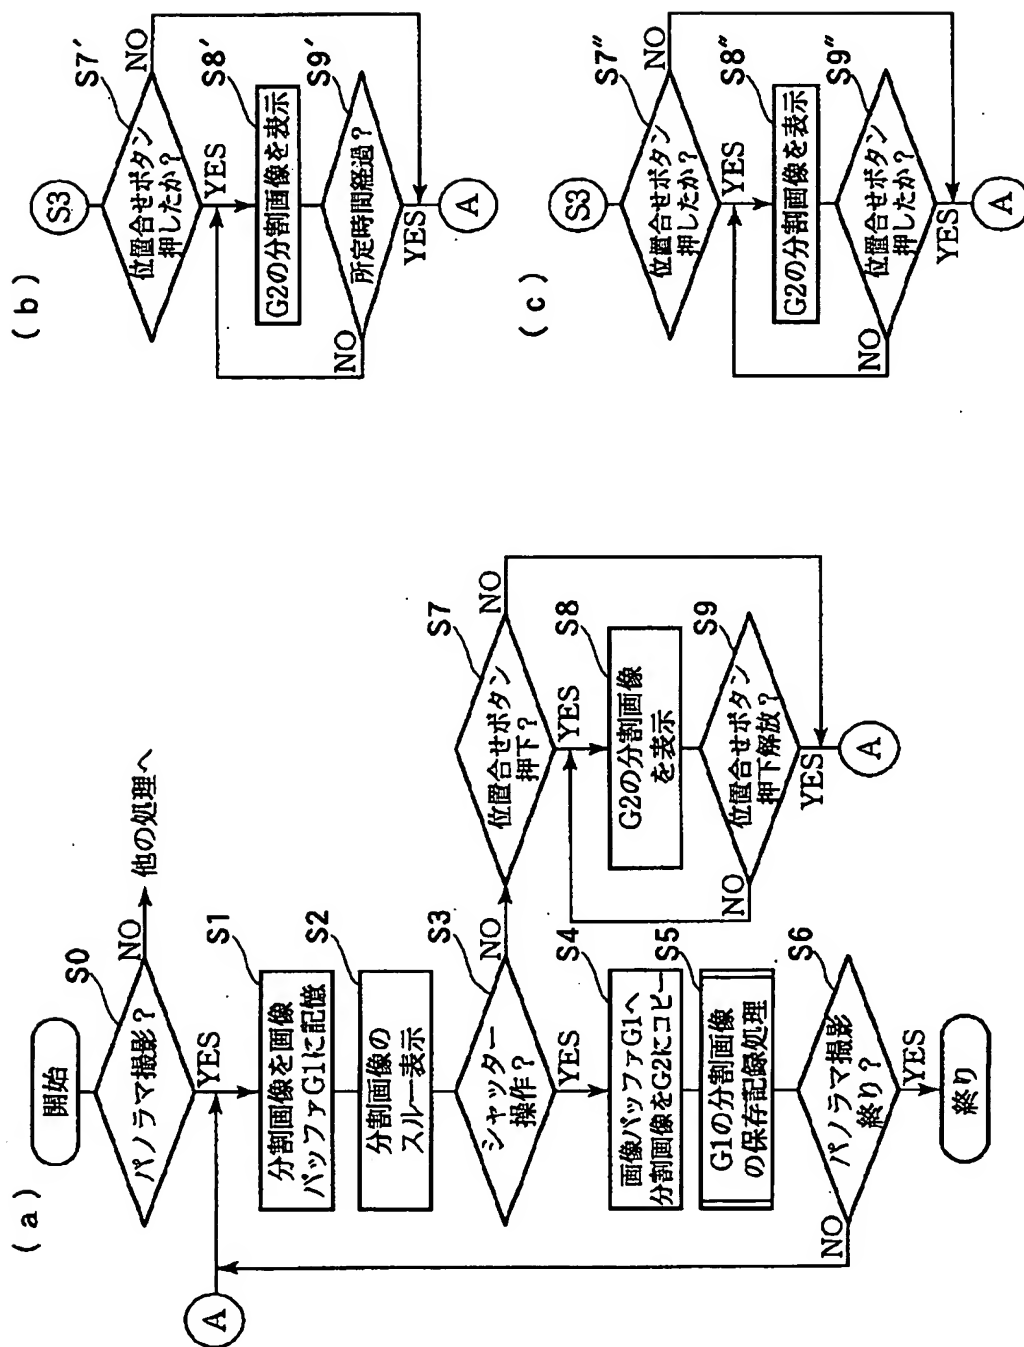 (a)
開始
S0
パノラマ撮影?
NO
他の処理へ
YES
A
S1
分割画像を画像
バッファG1に記憶
S2
分割画像の
スルー表示
S3
シャッター
操作?
NO
YES
S4
画像バッファG1へ
分割画像をG2にコピー
S5
G1の分割画像
の保存記録処理
S6
パノラマ撮影
終り?
NO
YES
終り
S7
位置合せボタン
押下?
NO
YES
S8
G2の分割画像
を表示
S9
位置合せボタン
押下解放?
NO
YES
A
(b)
S3
S7′
位置合せボタン
押したか?
NO
YES
S8′
G2の分割画像を表示
S9′
所定時間経過?
NO
YES
A
(c)
S3
S7″
位置合せボタン
押したか?
NO
YES
S8″
G2の分割画像を表示
S9″
位置合せボタン
押したか?
NO
YES
A